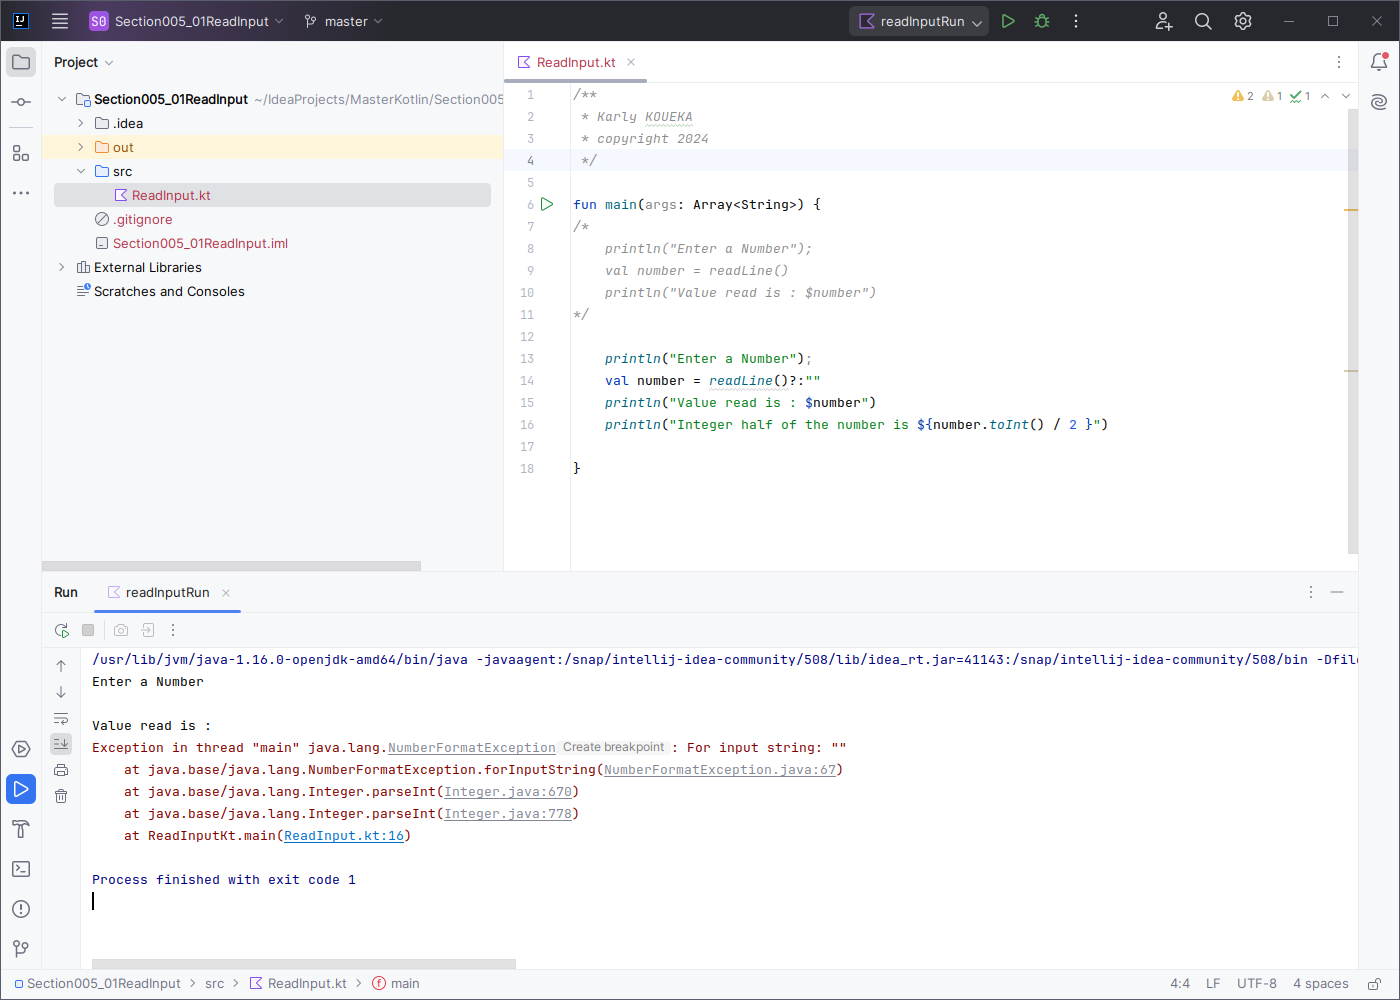 S0 Section005_01ReadInput master readInputRun
Project
Section005_01ReadInput ~/IdeaProjects/MasterKotlin/Section005
.idea
out
src
ReadInput.kt
.gitignore
Section005_01ReadInput.iml
External Libraries
Scratches and Consoles
ReadInput.kt
2 1 1
1 /**
2 * Karly KOUEKA
3 * copyright 2024
4 */
5
6 fun main(args: Array<String>) {
7 /*
8 println("Enter a Number");
9 val number = readLine()
10 println("Value read is : $number")
11 */
12
13 println("Enter a Number");
14 val number = readLine()?:""
15 println("Value read is : $number")
16 println("Integer half of the number is ${number.toInt() / 2 }")
17
18 }
Run readInputRun
/usr/lib/jvm/java-1.16.0-openjdk-amd64/bin/java -javaagent:/snap/intellij-idea-community/508/lib/idea_rt.jar=41143:/snap/intellij-idea-community/508/bin -Dfile
Enter a Number
Value read is :
Exception in thread "main" java.lang.NumberFormatException Create breakpoint : For input string: ""
at java.base/java.lang.NumberFormatException.forInputString(NumberFormatException.java:67)
at java.base/java.lang.Integer.parseInt(Integer.java:670)
at java.base/java.lang.Integer.parseInt(Integer.java:778)
at ReadInputKt.main(ReadInput.kt:16)
Process finished with exit code 1
Section005_01ReadInput > src > ReadInput.kt > main 4:4 LF UTF-8 4 spaces